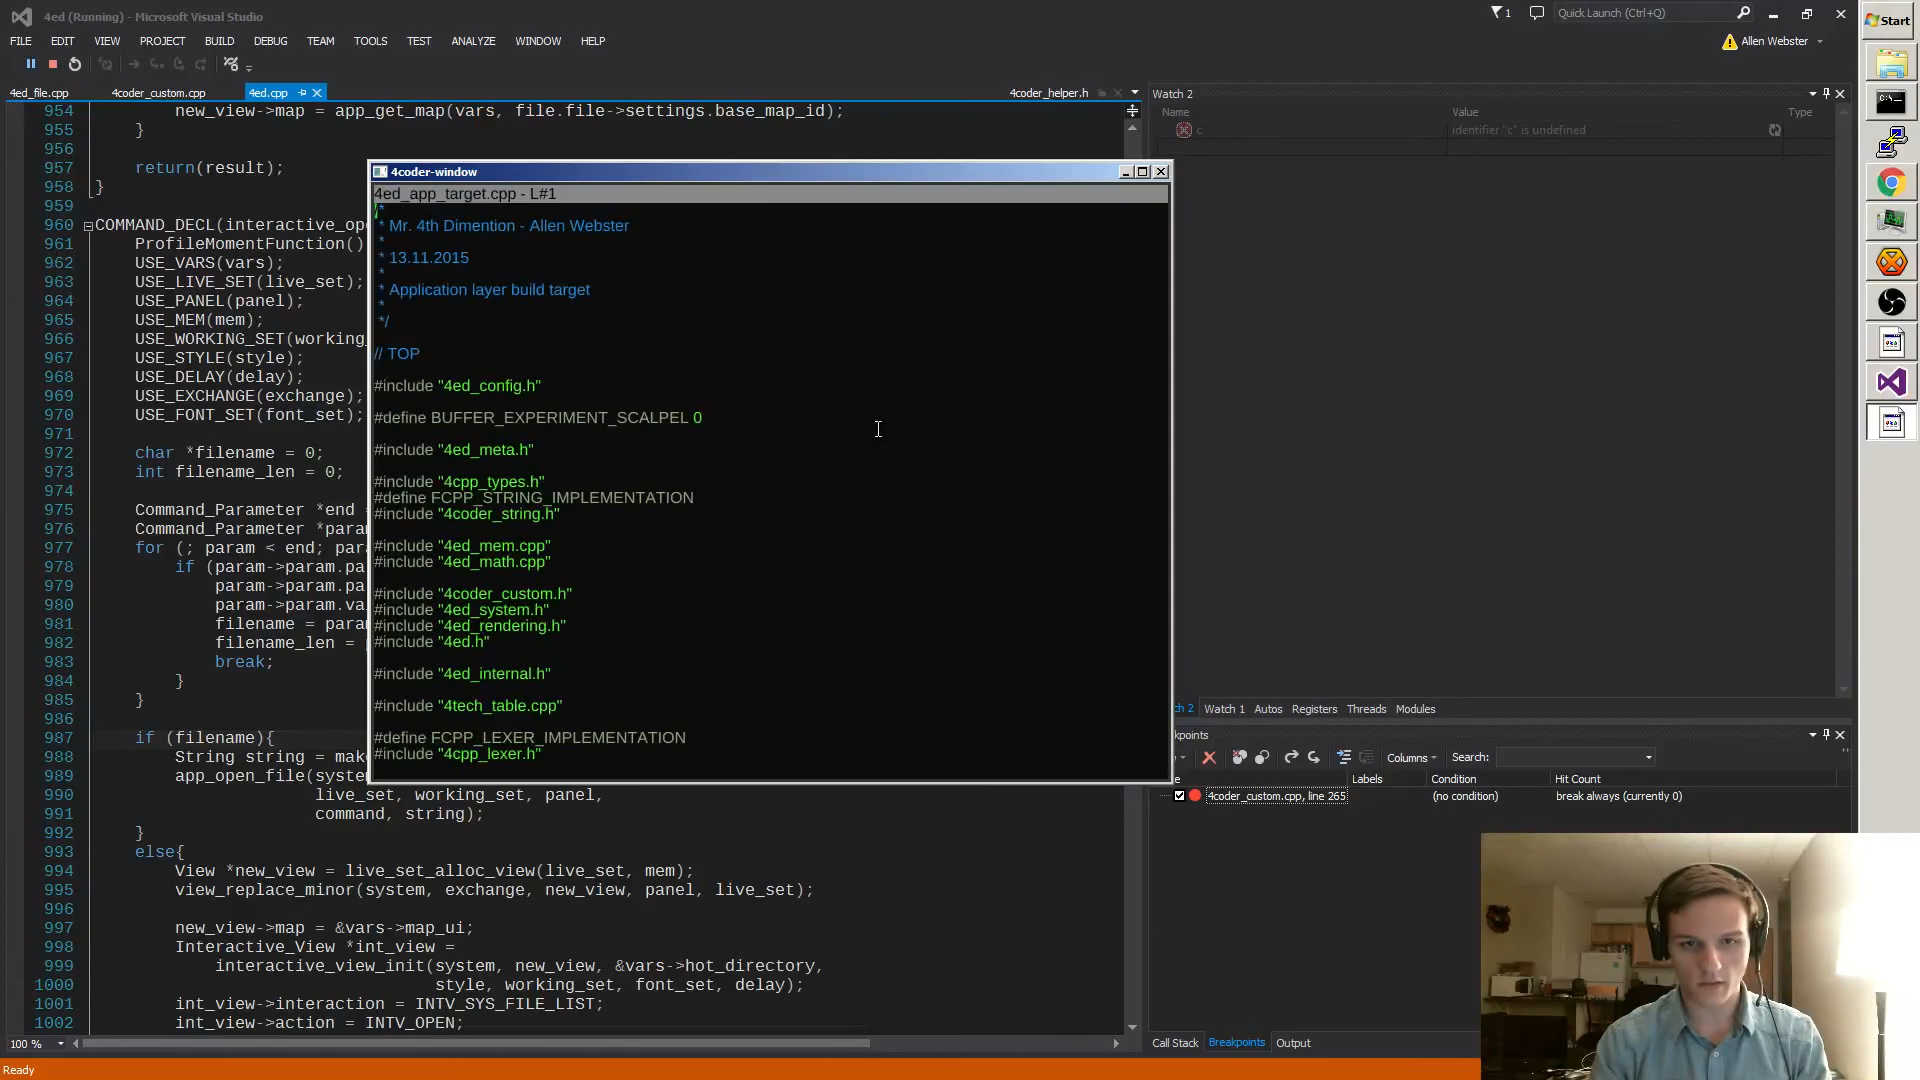 4ed (Running) - Microsoft Visual Studio
1
Quick Launch (Ctrl+Q)
Start
FILE EDIT VIEW PROJECT BUILD DEBUG TEAM TOOLS TEST ANALYZE WINDOW HELP
Allen Webster
4ed_file.cpp 4coder_custom.cpp 4ed.cpp 4coder_helper.h
954 new_view->map = app_get_map(vars, file.file->settings.base_map_id);
955 }
956
957 return(result);
958 }
959
960 COMMAND_DECL(interactive_op
961 ProfileMomentFunction()
962 USE_VARS(vars);
963 USE_LIVE_SET(live_set);
964 USE_PANEL(panel);
965 USE_MEM(mem);
966 USE_WORKING_SET(working_
967 USE_STYLE(style);
968 USE_DELAY(delay);
969 USE_EXCHANGE(exchange);
970 USE_FONT_SET(font_set);
971
972 char *filename = 0;
973 int filename_len = 0;
974
975 Command_Parameter *end =
976 Command_Parameter *para
977 for (; param < end; par
978 if (param->param.pa
979 param->param.pa
980 param->param.va
981 filename = para
982 filename_len =
983 break;
984 }
985 }
986
987 if (filename){
988 String string = mak
989 app_open_file(syste
990 live_set, working_set, panel,
991 command, string);
992 }
993 else{
994 View *new_view = live_set_alloc_view(live_set, mem);
995 view_replace_minor(system, exchange, new_view, panel, live_set);
996
997 new_view->map = &vars->map_ui;
998 Interactive_View *int_view =
999 interactive_view_init(system, new_view, &vars->hot_directory,
1000 style, working_set, font_set, delay);
1001 int_view->interaction = INTV_SYS_FILE_LIST;
1002 int_view->action = INTV_OPEN;
100 %
Ready
4coder-window
4ed_app_target.cpp - L#1
/*
* Mr. 4th Dimention - Allen Webster
*
* 13.11.2015
*
* Application layer build target
*
*/
// TOP
#include "4ed_config.h"
#define BUFFER_EXPERIMENT_SCALPEL 0
#include "4ed_meta.h"
#include "4cpp_types.h"
#define FCPP_STRING_IMPLEMENTATION
#include "4coder_string.h"
#include "4ed_mem.cpp"
#include "4ed_math.cpp"
#include "4coder_custom.h"
#include "4ed_system.h"
#include "4ed_rendering.h"
#include "4ed.h"
#include "4ed_internal.h"
#include "4tech_table.cpp"
#define FCPP_LEXER_IMPLEMENTATION
#include "4cpp_lexer.h"
Watch 2
Name Value Type
c identifier "c" is undefined
ch 2 Watch 1 Autos Registers Threads Modules
kpoints
Columns Search:
e Labels Condition Hit Count
4coder_custom.cpp, line 265 (no condition) break always (currently 0)
Call Stack Breakpoints Output